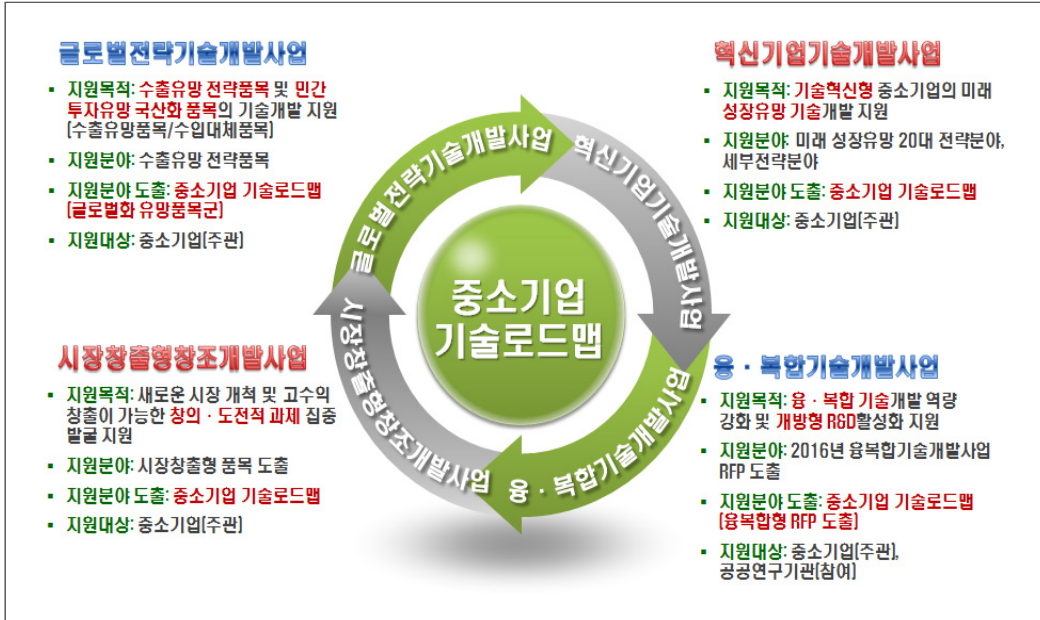 글로벌전략기술개발사업
▪ 지원목적: 수출유망 전략품목 및 민간
투자유망 국산화 품목의 기술개발 지원
(수출유망품목/수입대체품목)
▪ 지원분야: 수출유망 전략품목
▪ 지원분야 도출: 중소기업 기술로드맵
(글로벌화 유망품목군)
▪ 지원대상: 중소기업(주관)
혁신기업기술개발사업
▪ 지원목적: 기술혁신형 중소기업의 미래
성장유망 기술개발 지원
▪ 지원분야: 미래 성장유망 20대 전략분야,
세부전략분야
▪ 지원분야 도출: 중소기업 기술로드맵
▪ 지원대상: 중소기업(주관)
글로벌전략기술개발사업
혁신기업기술개발사업
융·복합기술개발사업
시장창출형창조개발사업
중소기업
기술로드맵
시장창출형창조개발사업
▪ 지원목적: 새로운 시장 개척 및 고수익
창출이 가능한 창의·도전적 과제 집중
발굴 지원
▪ 지원분야: 시장창출형 품목 도출
▪ 지원분야 도출: 중소기업 기술로드맵
▪ 지원대상: 중소기업(주관)
융·복합기술개발사업
▪ 지원목적: 융·복합 기술개발 역량
강화 및 개방형 R&D활성화 지원
▪ 지원분야: 2016년 융복합기술개발사업
RFP 도출
▪ 지원분야 도출: 중소기업 기술로드맵
(융복합형 RFP 도출)
▪ 지원대상: 중소기업(주관),
공공연구기관(참여)